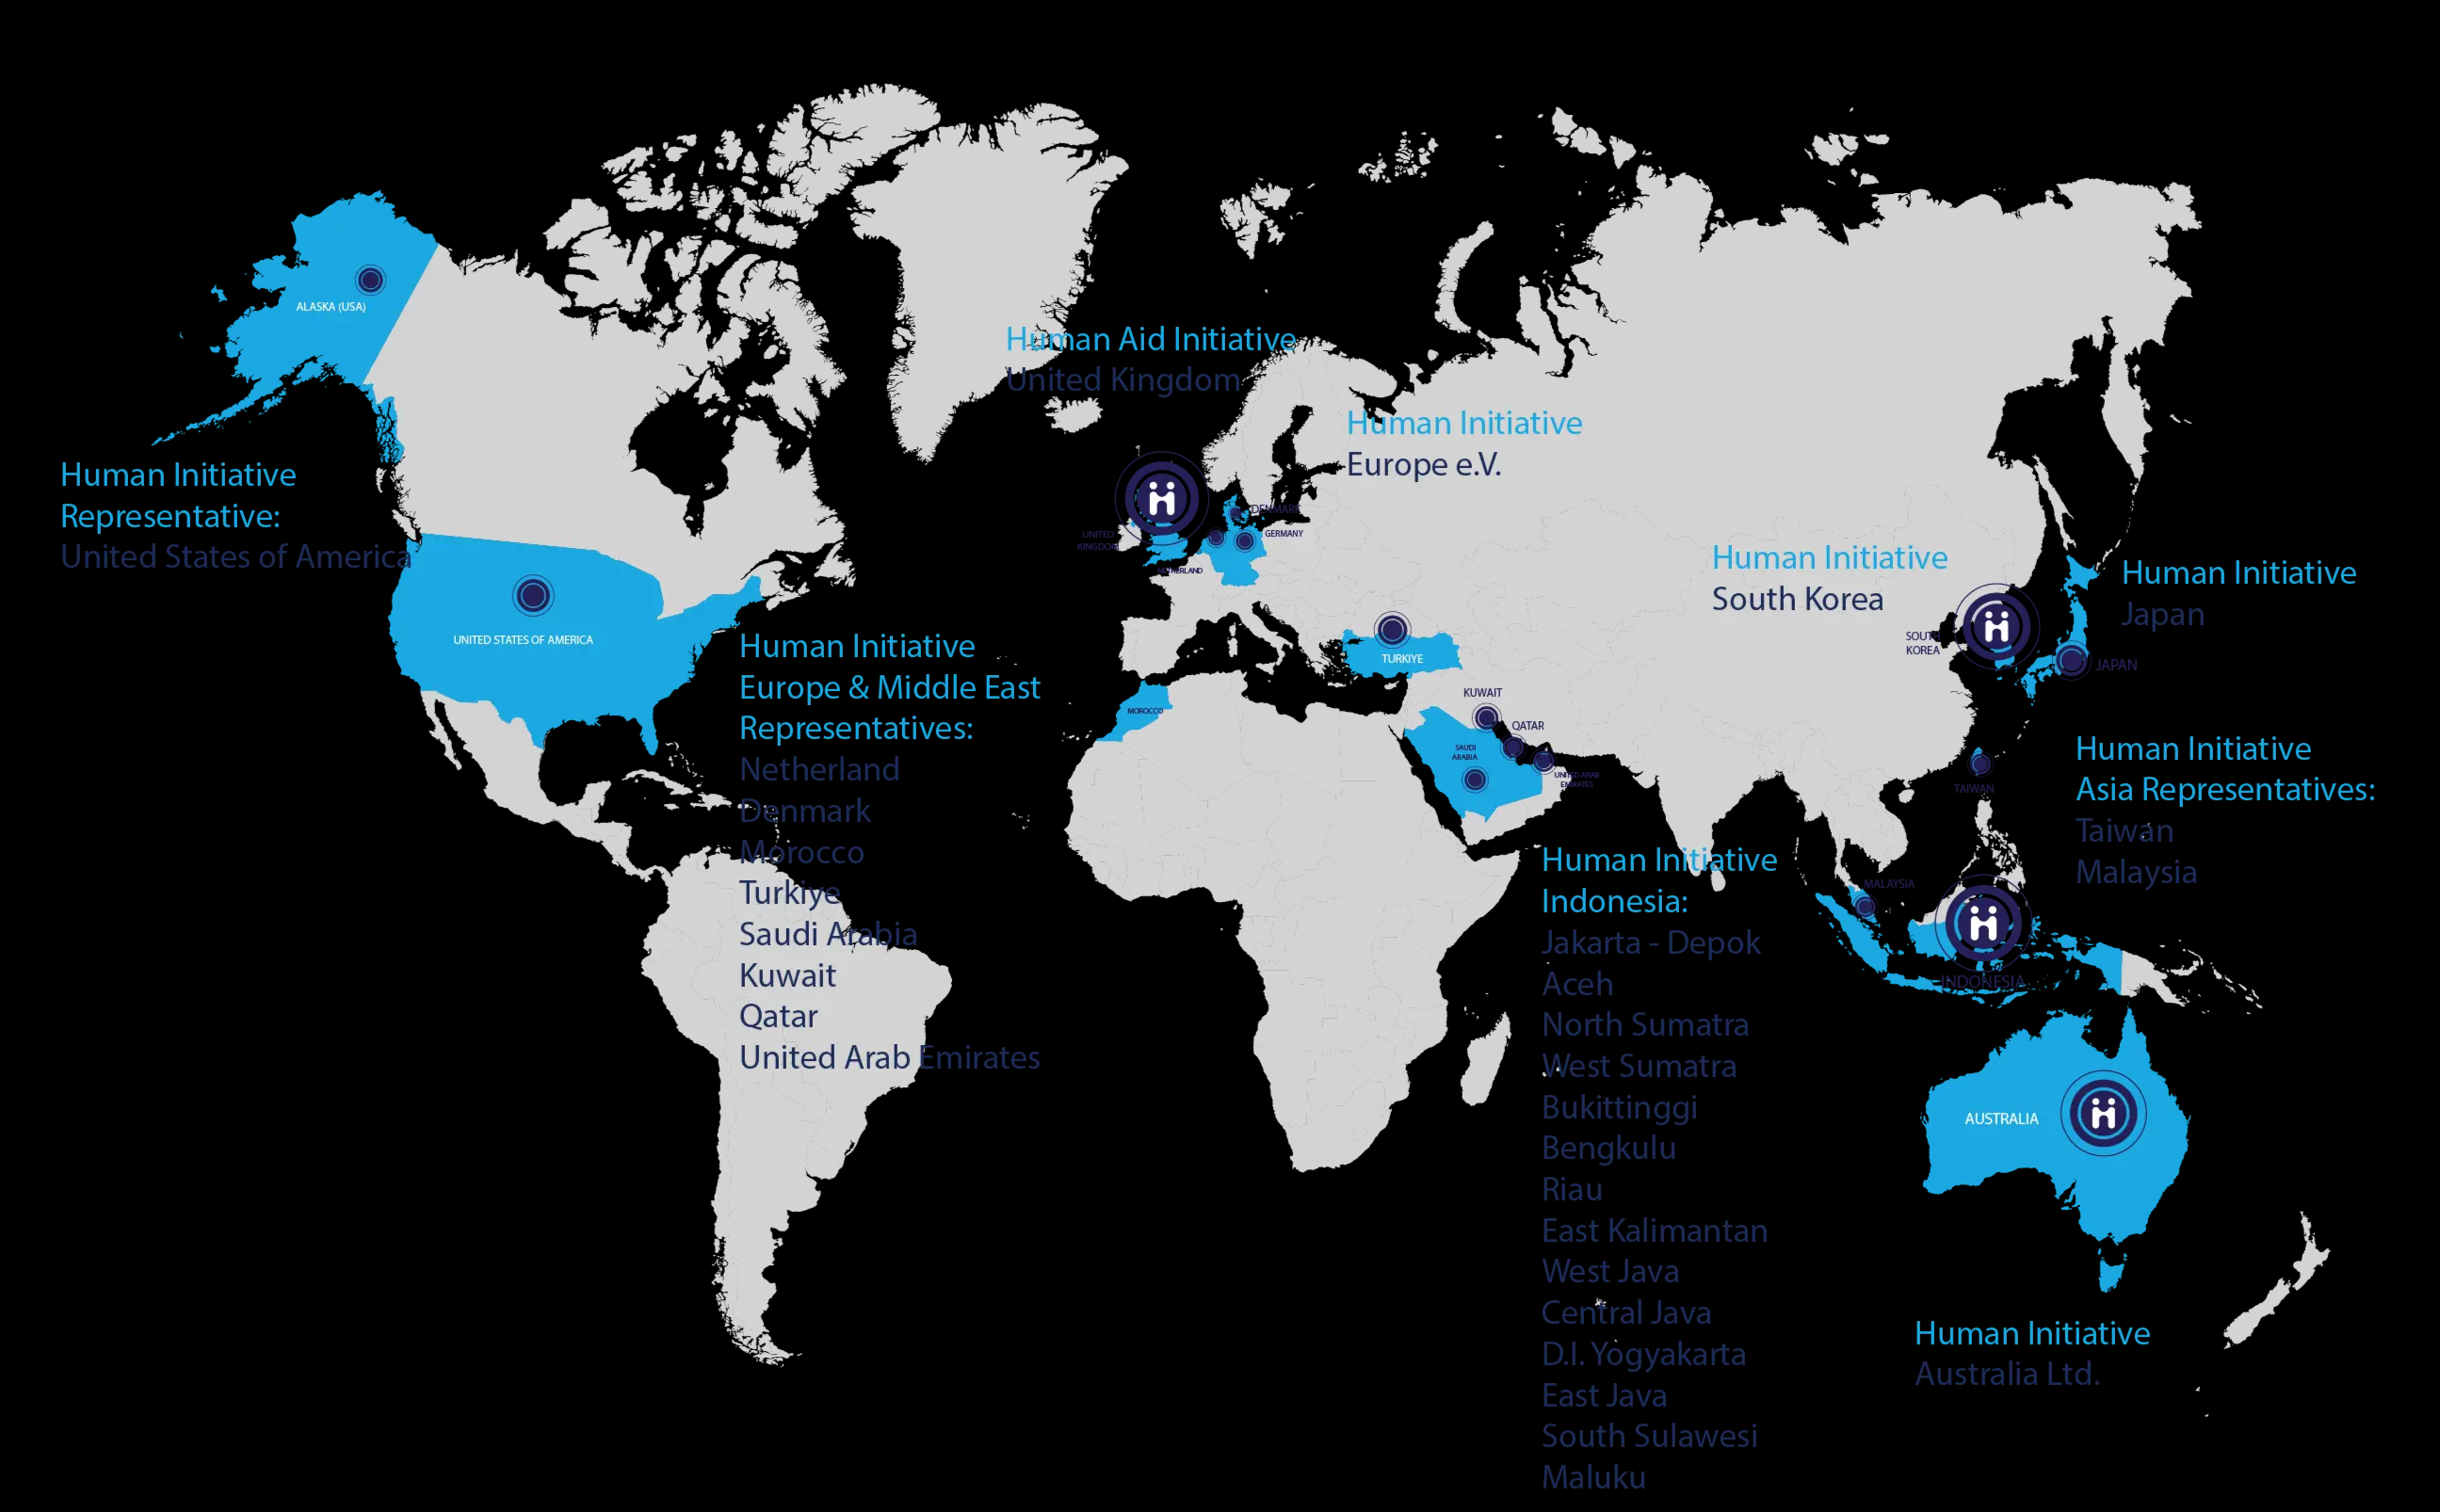 ALASKA (USA)
Human Initiative
Representative:
United States of America
UNITED STATES OF AMERICA
Human Aid Initiative
United Kingdom
Human Initiative
Europe e.V.
UNITED
KINGDOM
DENMARK
GERMANY
NETHERLAND
Human Initiative
Europe & Middle East
Representatives:
Netherland
Denmark
Morocco
Turkiye
Saudi Arabia
Kuwait
Qatar
United Arab Emirates
MOROCCO
TURKIYE
KUWAIT
QATAR
SAUDI
ARABIA
UNITED ARAB
EMIRATES
Human Initiative
South Korea
SOUTH
KOREA
Human Initiative
Japan
JAPAN
TAIWAN
Human Initiative
Asia Representatives:
Taiwan
Malaysia
MALAYSIA
INDONESIA
Human Initiative
Indonesia:
Jakarta - Depok
Aceh
North Sumatra
West Sumatra
Bukittinggi
Bengkulu
Riau
East Kalimantan
West Java
Central Java
D.I. Yogyakarta
East Java
South Sulawesi
Maluku
AUSTRALIA
Human Initiative
Australia Ltd.